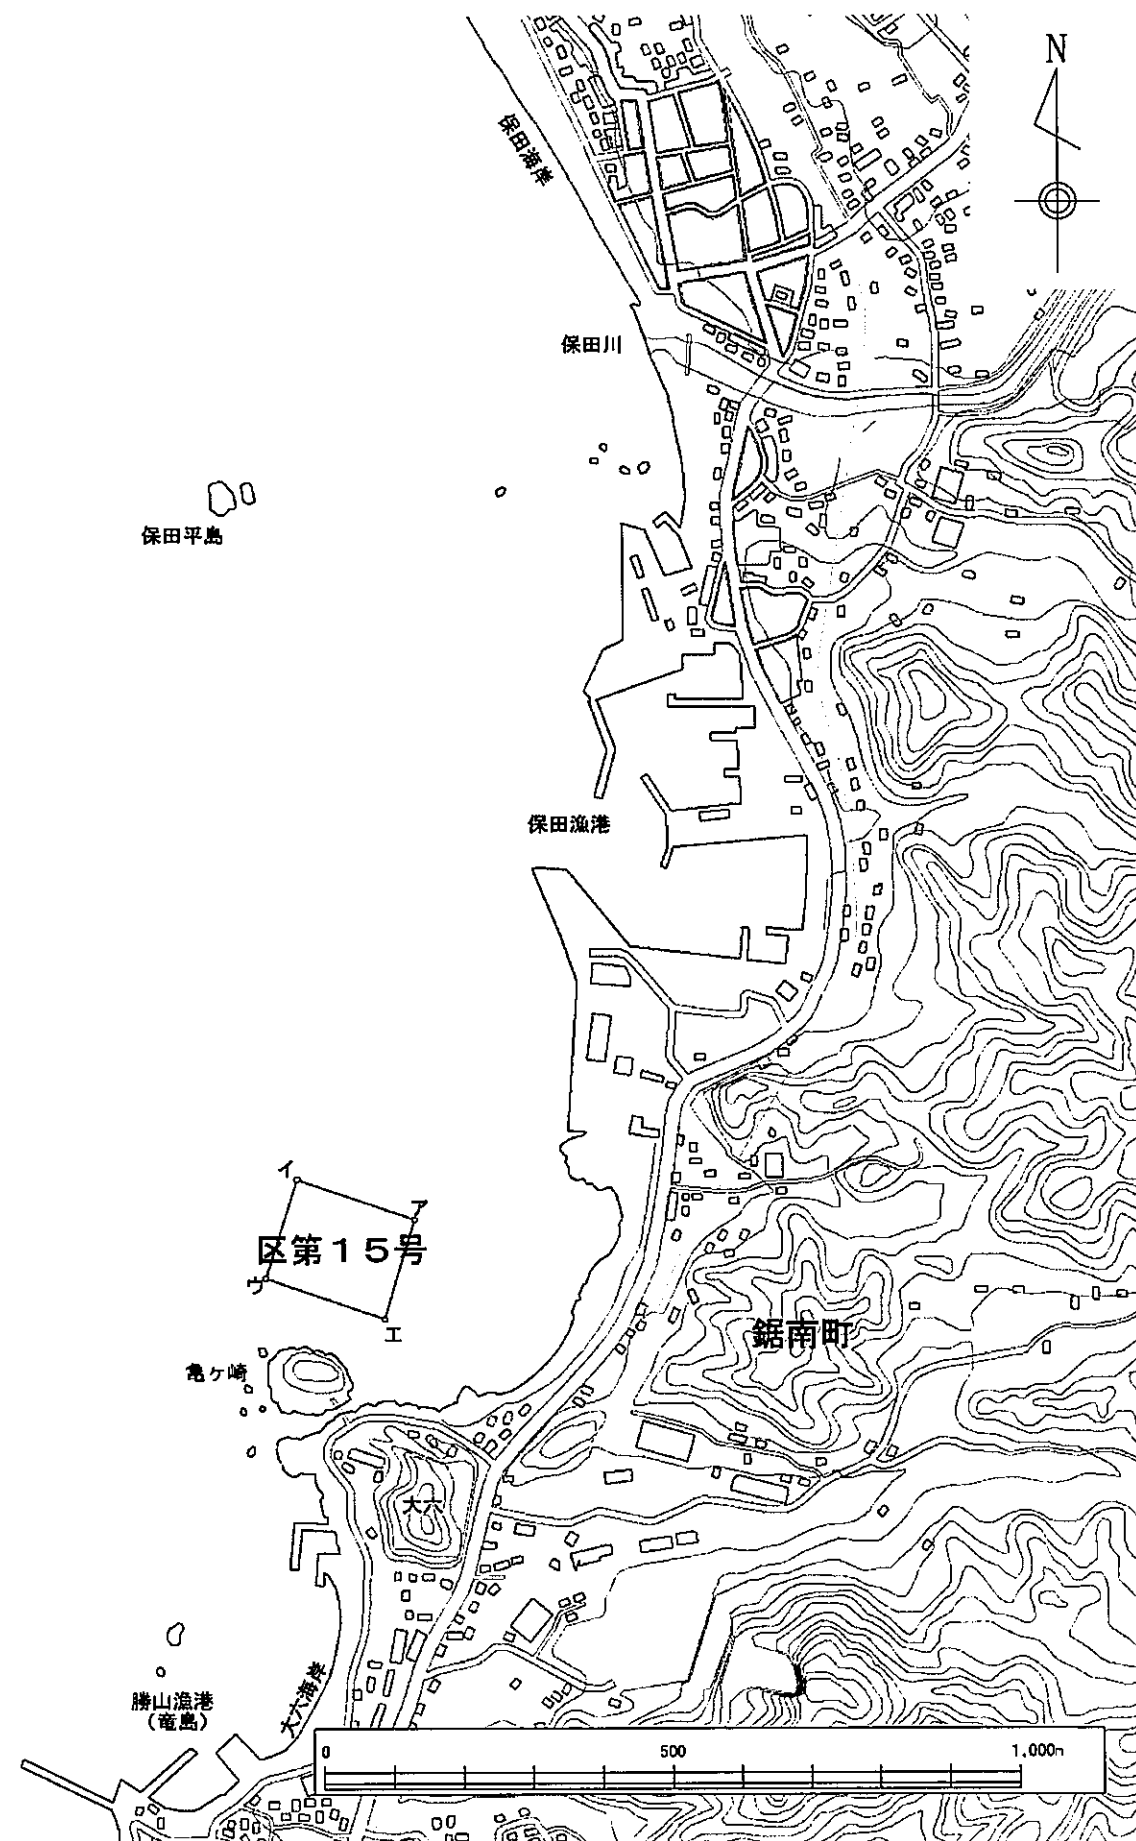 N
保田海岸
保田川
保田平島
保田漁港
イ
ア
区第15号
ウ
エ
鋸南町
亀ヶ崎
大六
勝山漁港
(竜島)
大六海岸
0 500 1,000m